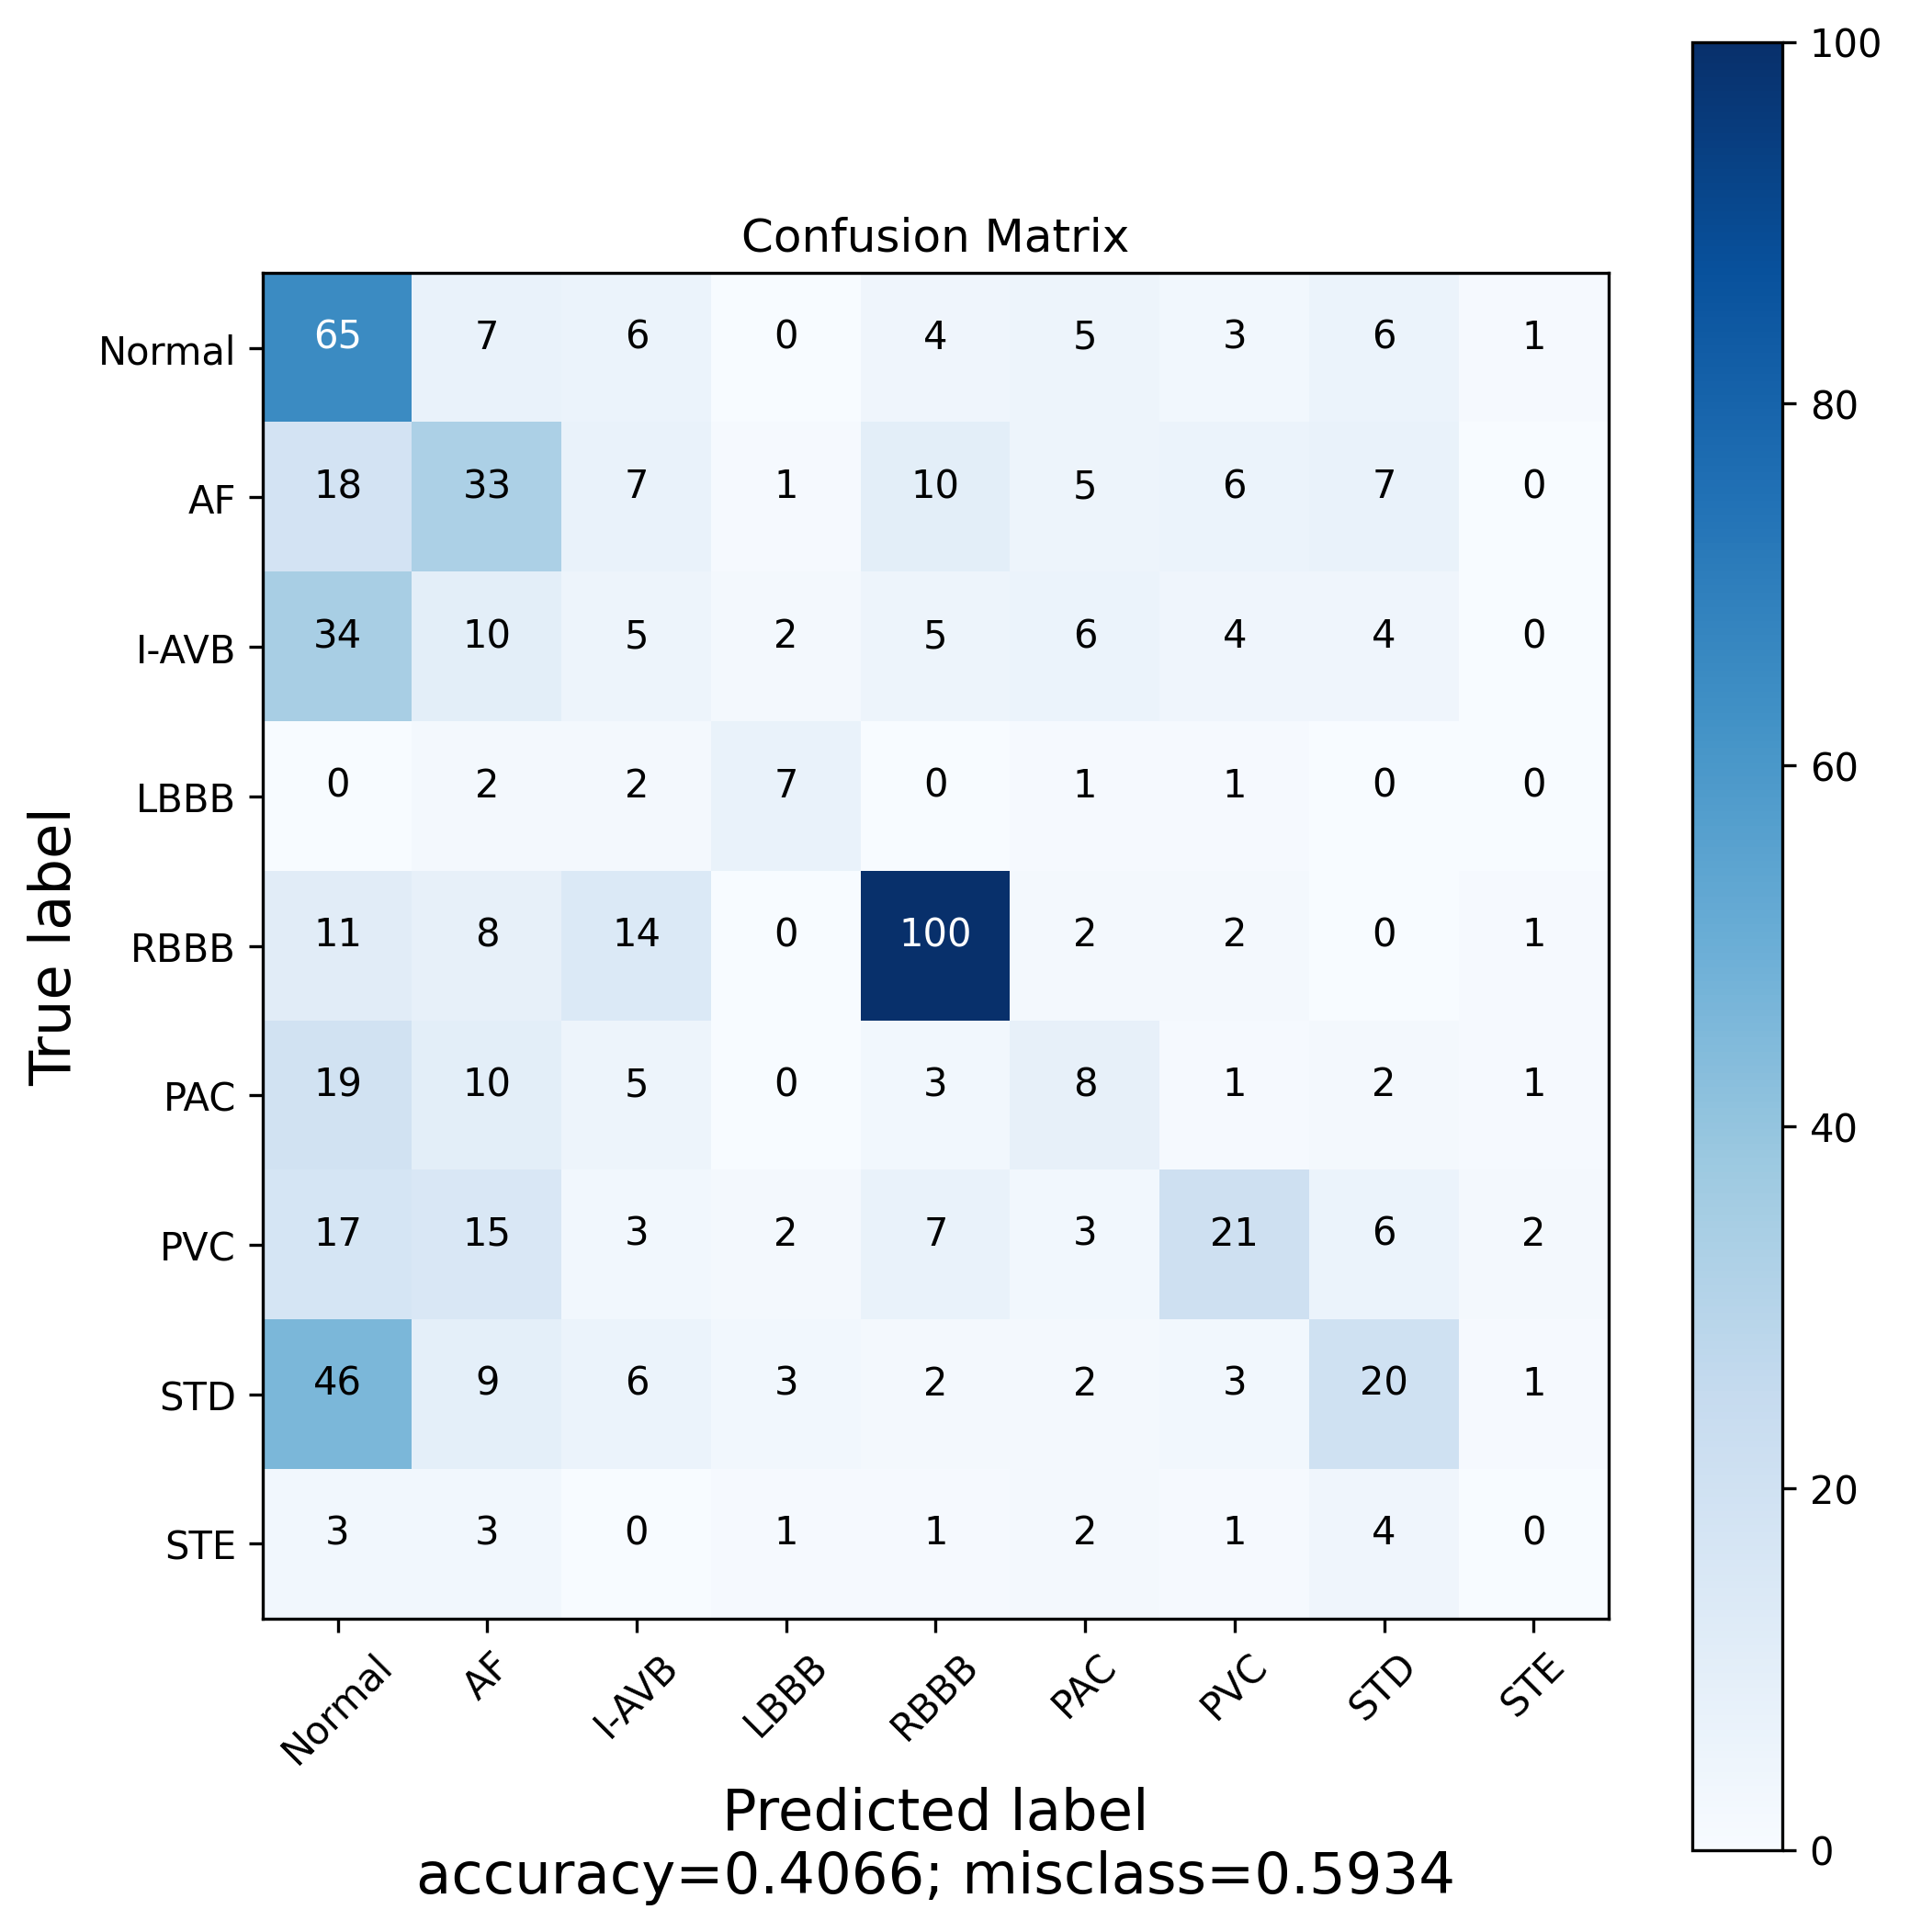 Confusion Matrix
Normal 65 7 6 0 4 5 3 6 1
AF 18 33 7 1 10 5 6 7 0
I-AVB 34 10 5 2 5 6 4 4 0
LBBB 0 2 2 7 0 1 1 0 0
RBBB 11 8 14 0 100 2 2 0 1
PAC 19 10 5 0 3 8 1 2 1
PVC 17 15 3 2 7 3 21 6 2
STD 46 9 6 3 2 2 3 20 1
STE 3 3 0 1 1 2 1 4 0
Normal AF I-AVB LBBB RBBB PAC PVC STD STE
True label
Predicted label
accuracy=0.4066; misclass=0.5934
100
80
60
40
20
0